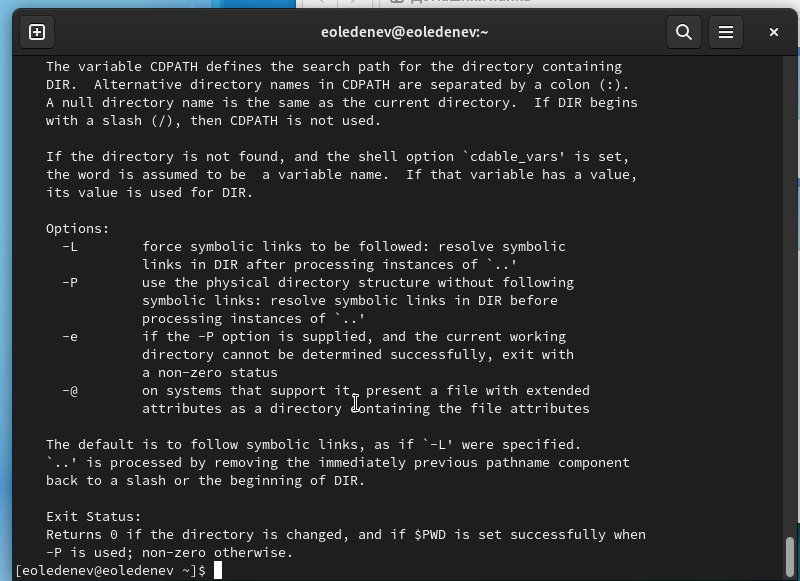 Домашняя папка
eoledenev@eoledenev:~
The variable CDPATH defines the search path for the directory containing
DIR.  Alternative directory names in CDPATH are separated by a colon (:).
A null directory name is the same as the current directory.  If DIR begins
with a slash (/), then CDPATH is not used.
If the directory is not found, and the shell option `cdable_vars' is set,
the word is assumed to be  a variable name.  If that variable has a value,
its value is used for DIR.
Options:
-L        force symbolic links to be followed: resolve symbolic
links in DIR after processing instances of `..'
-P        use the physical directory structure without following
symbolic links: resolve symbolic links in DIR before
processing instances of `..'
-e        if the -P option is supplied, and the current working
directory cannot be determined successfully, exit with
a non-zero status
-@        on systems that support it, present a file with extended
attributes as a directory containing the file attributes
The default is to follow symbolic links, as if `-L' were specified.
`..' is processed by removing the immediately previous pathname component
back to a slash or the beginning of DIR.
Exit Status:
Returns 0 if the directory is changed, and if $PWD is set successfully when
-P is used; non-zero otherwise.
[eoledenev@eoledenev ~]$